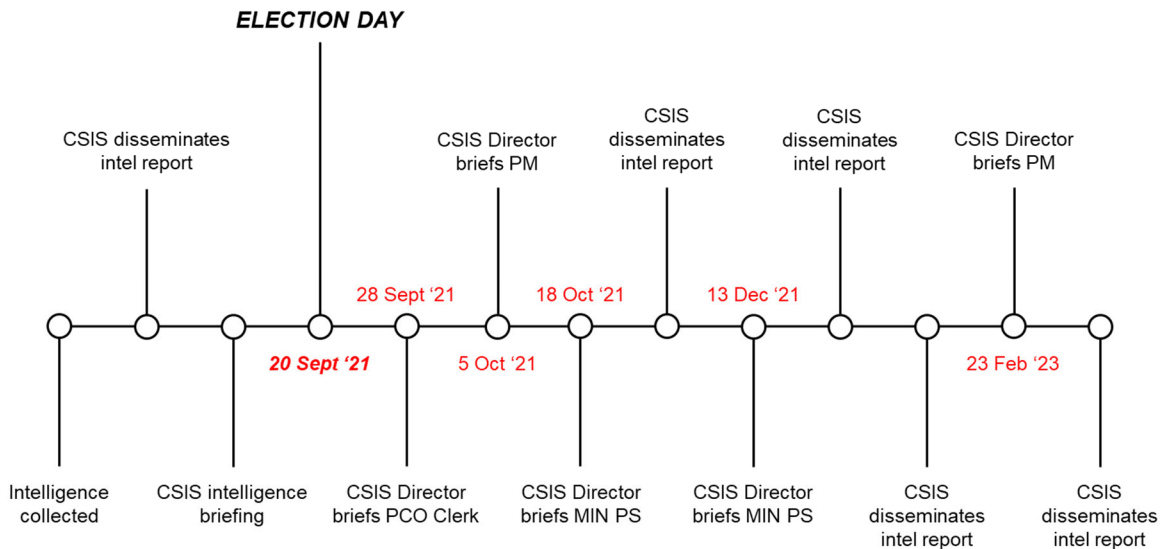 ELECTION DAY
CSIS disseminates
intel report
CSIS Director
briefs PM
CSIS
disseminates
intel report
CSIS
disseminates
intel report
CSIS Director
briefs PM
28 Sept ‘21
18 Oct ‘21
13 Dec ‘21
20 Sept ‘21
5 Oct ‘21
23 Feb ‘23
Intelligence
collected
CSIS intelligence
briefing
CSIS Director
briefs PCO Clerk
CSIS Director
briefs MIN PS
CSIS Director
briefs MIN PS
CSIS
disseminates
intel report
CSIS
disseminates
intel report